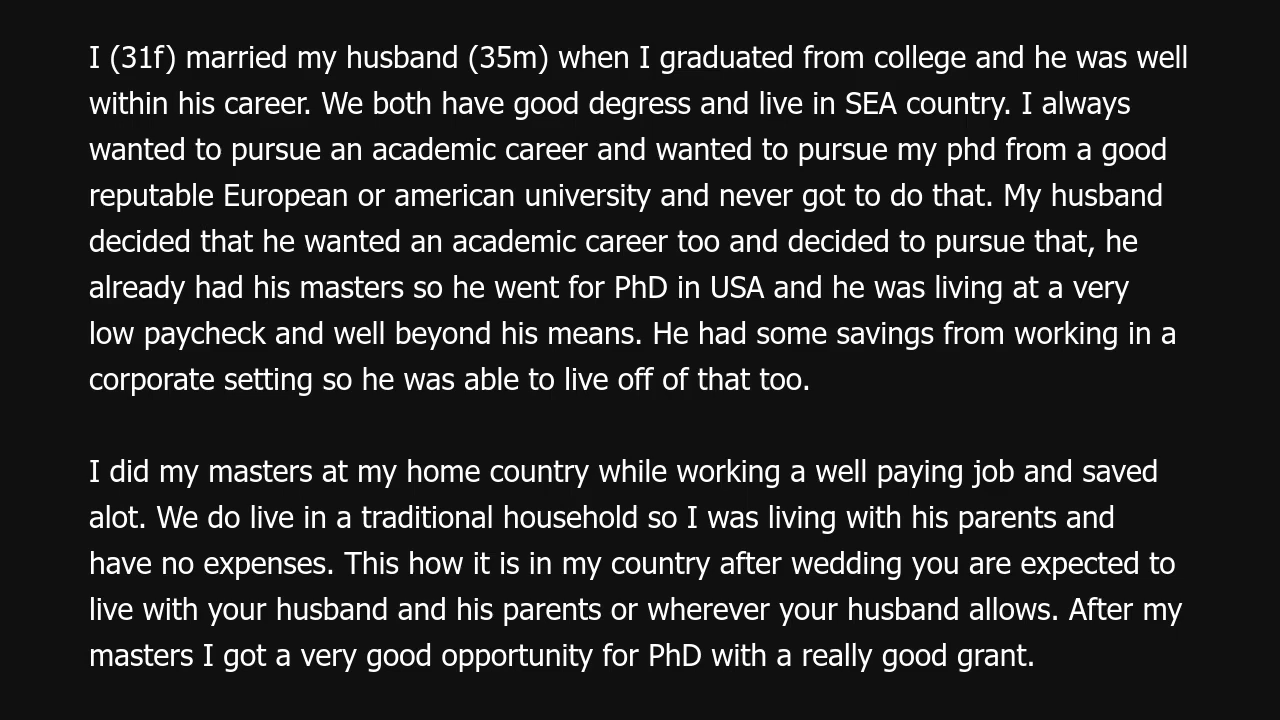 I (31f) married my husband (35m) when I graduated from college and he was well
within his career. We both have good degress and live in SEA country. I always
wanted to pursue an academic career and wanted to pursue my phd from a good
reputable European or american university and never got to do that. My husband
decided that he wanted an academic career too and decided to pursue that, he
already had his masters so he went for PhD in USA and he was living at a very
low paycheck and well beyond his means. He had some savings from working in a
corporate setting so he was able to live off of that too.
I did my masters at my home country while working a well paying job and saved
alot. We do live in a traditional household so I was living with his parents and
have no expenses. This how it is in my country after wedding you are expected to
live with your husband and his parents or wherever your husband allows. After my
masters I got a very good opportunity for PhD with a really good grant.